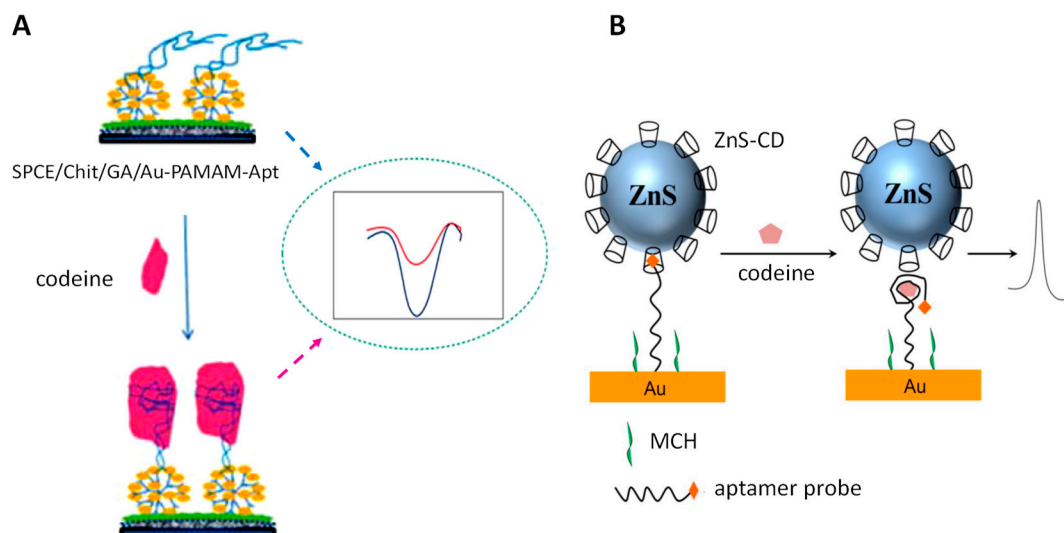 A
SPCE/Chit/GA/Au-PAMAM-Apt
codeine
B
ZnS-CD
ZnS
ZnS
codeine
Au
Au
MCH
aptamer probe